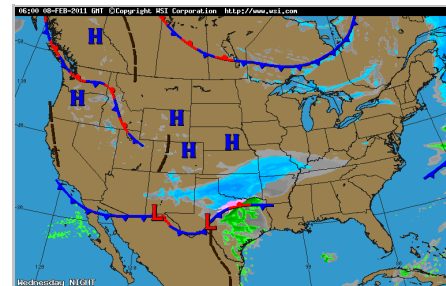 06:00 08-FEB-2011 GMT ©Copyright WSI Corporation http://www.wsi.com
H
H
H
H
H
L
L
Wednesday NIGHT